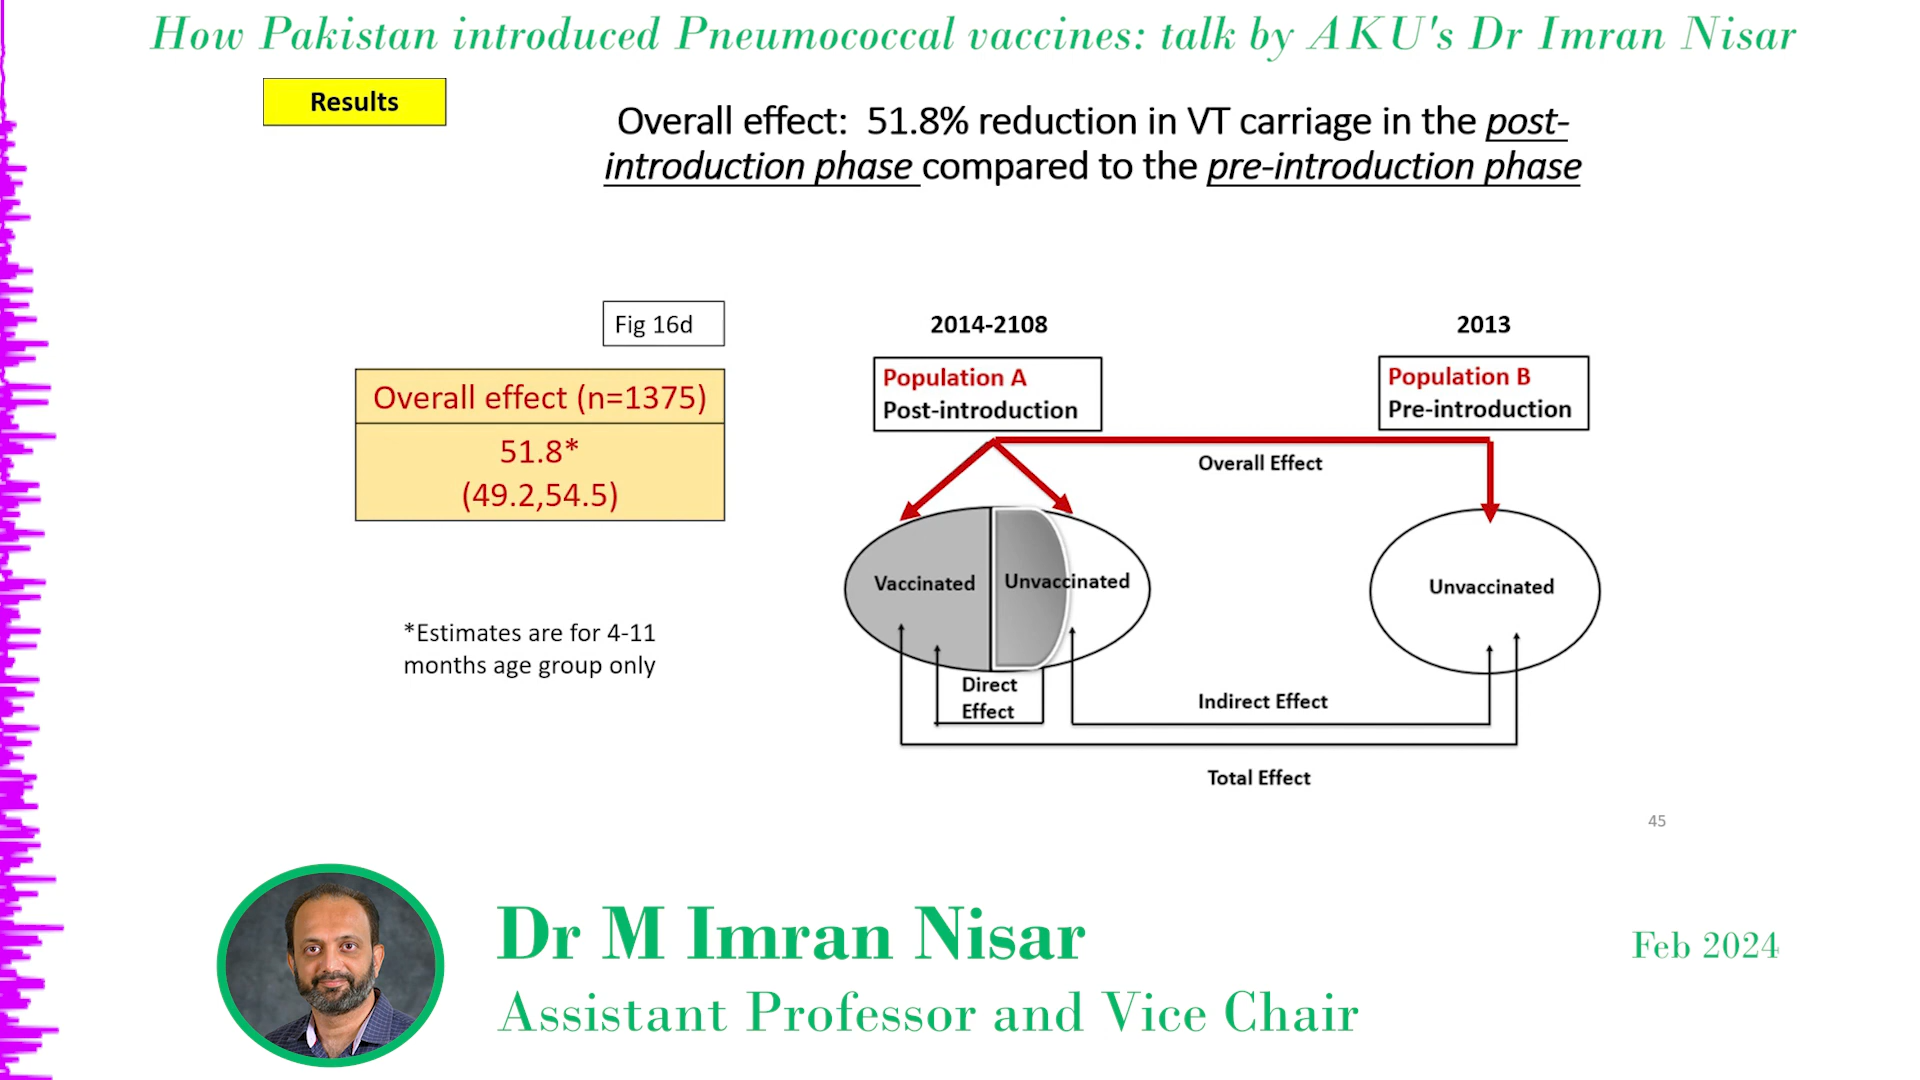 How Pakistan introduced Pneumococcal vaccines: talk by AKU's Dr Imran Nisar
Results
Overall effect: 51.8% reduction in VT carriage in the post-
introduction phase compared to the pre-introduction phase
Fig 16d
Overall effect (n=1375)
51.8*
(49.2,54.5)
*Estimates are for 4-11
months age group only
2014-2108
2013
Population A
Post-introduction
Population B
Pre-introduction
Overall Effect
Vaccinated
Unvaccinated
Unvaccinated
Direct
Effect
Indirect Effect
Total Effect
45
Dr M Imran Nisar
Assistant Professor and Vice Chair
Feb 2024